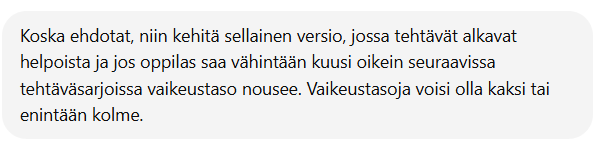 Koska ehdotat, niin kehitä sellainen versio, jossa tehtävät alkavat
helpoista ja jos oppilas saa vähintään kuusi oikein seuraavissa
tehtäväsarjoissa vaikeustaso nousee. Vaikeustasoja voisi olla kaksi tai
enintään kolme.